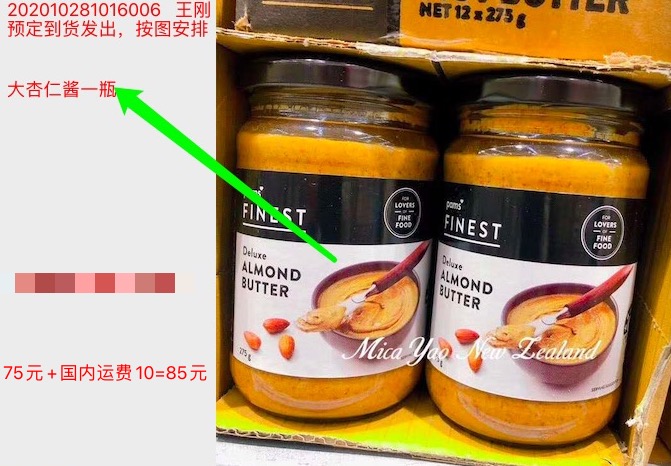 202010281016006 王刚
预定到货发出，按图安排
大杏仁酱一瓶
75元+国内运费10=85元
BUTTER
NET 12 x 275g
pams
FINEST
FOR LOVERS OF FINE FOOD
Deluxe
ALMOND
BUTTER
275g
pams
FINEST
FOR LOVERS OF FINE FOOD
Deluxe
ALMOND
BUTTER
Mica Yao New Zealand